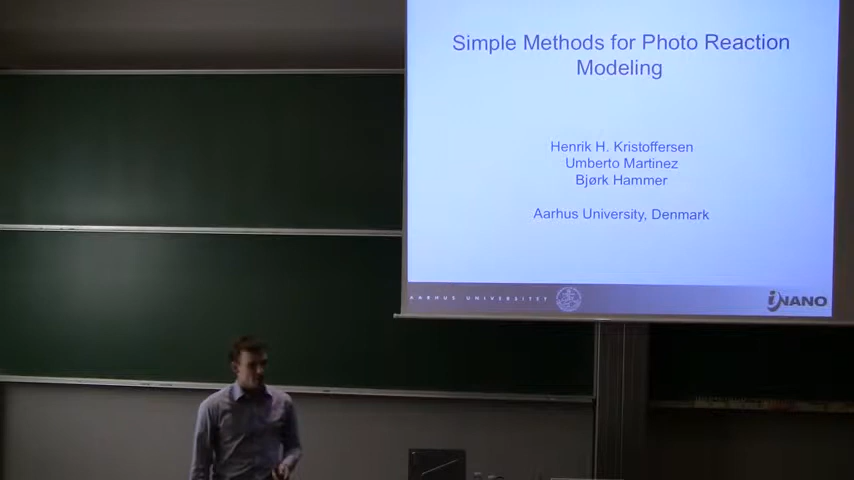 Simple Methods for Photo Reaction
Modeling
Henrik H. Kristoffersen
Umberto Martinez
Bjørk Hammer
Aarhus University, Denmark
AARHUS UNIVERSITET
iNANO